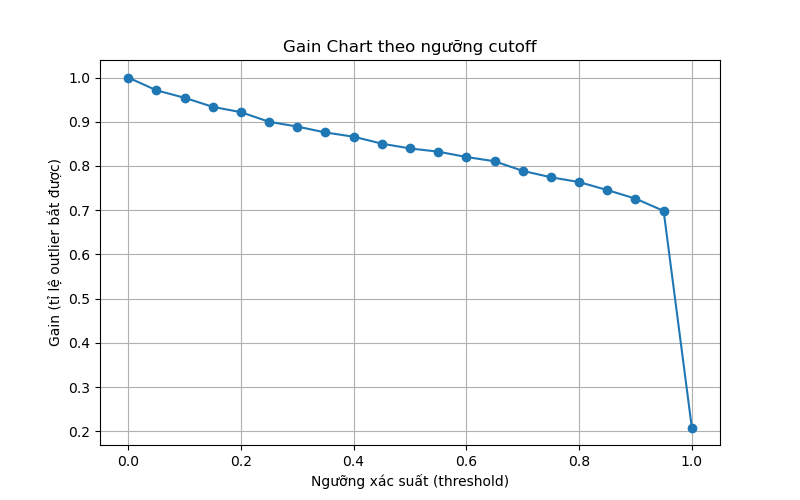 Gain Chart theo ngưỡng cutoff
Gain (tỉ lệ outlier bắt được)
1.0
0.9
0.8
0.7
0.6
0.5
0.4
0.3
0.2
0.0 0.2 0.4 0.6 0.8 1.0
Ngưỡng xác suất (threshold)